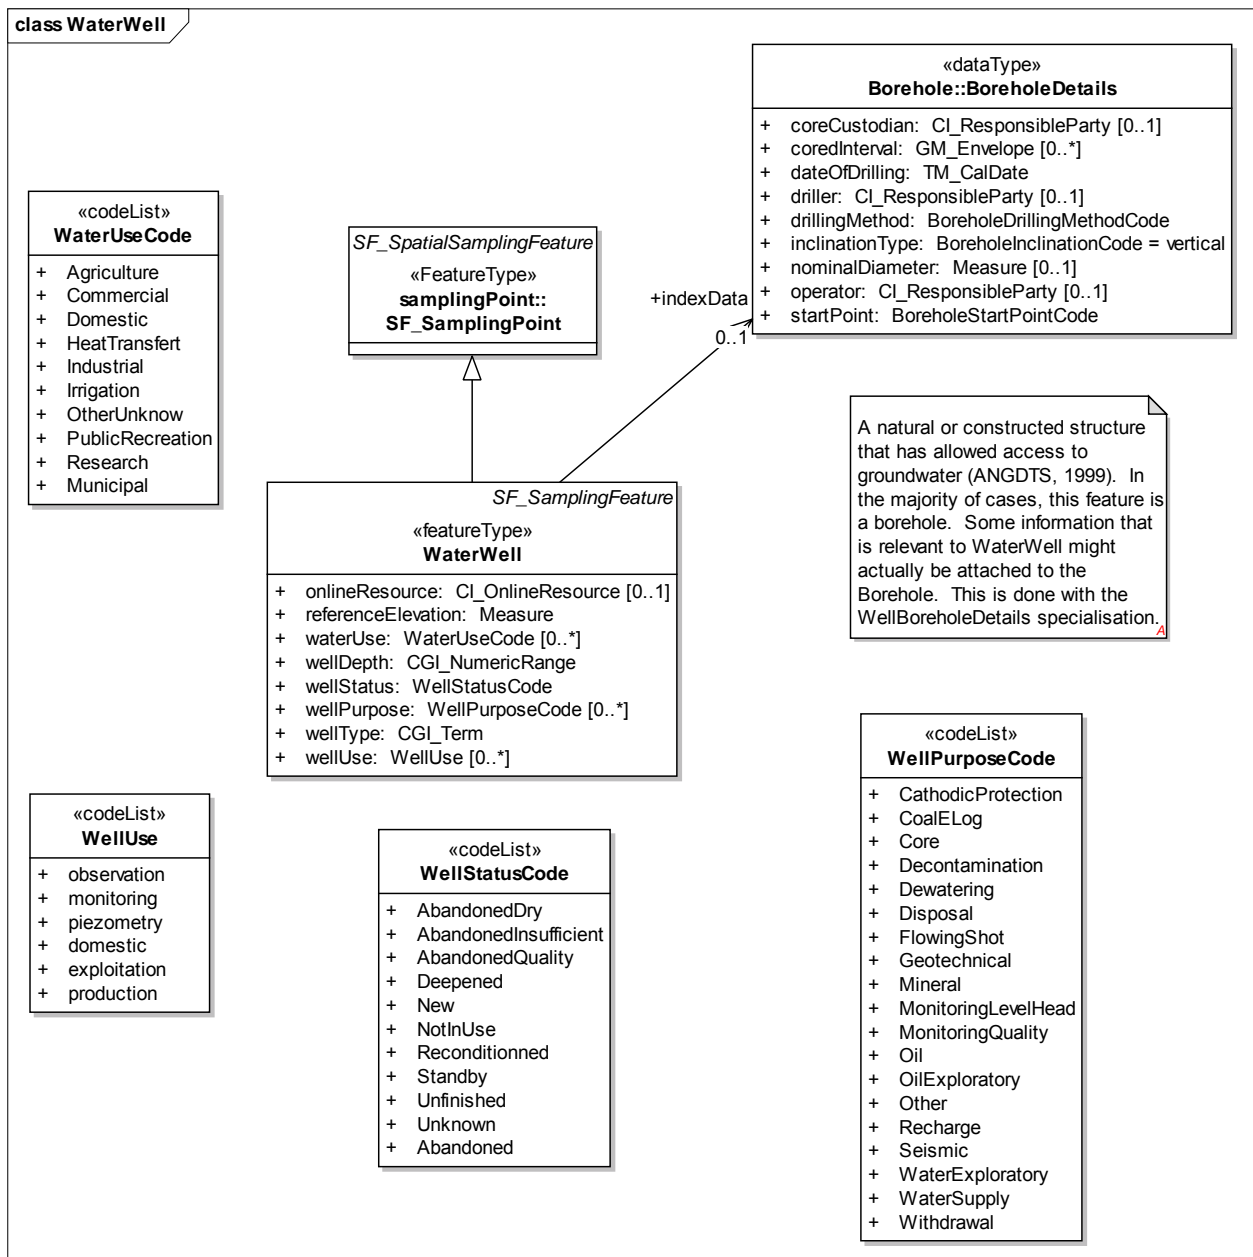 class WaterWell
«dataType»
Borehole::BoreholeDetails
+ coreCustodian: CI_ResponsibleParty [0..1]
+ coredInterval: GM_Envelope [0..*]
+ dateOfDrilling: TM_CalDate
+ driller: CI_ResponsibleParty [0..1]
+ drillingMethod: BoreholeDrillingMethodCode
+ inclinationType: BoreholeInclinationCode = vertical
+ nominalDiameter: Measure [0..1]
+ operator: CI_ResponsibleParty [0..1]
+ startPoint: BoreholeStartPointCode
«codeList»
WaterUseCode
+ Agriculture
+ Commercial
+ Domestic
+ HeatTransfert
+ Industrial
+ Irrigation
+ OtherUnknow
+ PublicRecreation
+ Research
+ Municipal
SF_SpatialSamplingFeature
«FeatureType»
samplingPoint::
SF_SamplingPoint
+indexData
0..1
A natural or constructed structure
that has allowed access to
groundwater (ANGDTS, 1999). In
the majority of cases, this feature is
a borehole. Some information that
is relevant to WaterWell might
actually be attached to the
Borehole. This is done with the
WellBoreholeDetails specialisation.
A
SF_SamplingFeature
«featureType»
WaterWell
+ onlineResource: CI_OnlineResource [0..1]
+ referenceElevation: Measure
+ waterUse: WaterUseCode [0..*]
+ wellDepth: CGI_NumericRange
+ wellStatus: WellStatusCode
+ wellPurpose: WellPurposeCode [0..*]
+ wellType: CGI_Term
+ wellUse: WellUse [0..*]
«codeList»
WellUse
+ observation
+ monitoring
+ piezometry
+ domestic
+ exploitation
+ production
«codeList»
WellStatusCode
+ AbandonedDry
+ AbandonedInsufficient
+ AbandonedQuality
+ Deepened
+ New
+ NotInUse
+ Reconditionned
+ Standby
+ Unfinished
+ Unknown
+ Abandoned
«codeList»
WellPurposeCode
+ CathodicProtection
+ CoalELog
+ Core
+ Decontamination
+ Dewatering
+ Disposal
+ FlowingShot
+ Geotechnical
+ Mineral
+ MonitoringLevelHead
+ MonitoringQuality
+ Oil
+ OilExploratory
+ Other
+ Recharge
+ Seismic
+ WaterExploratory
+ WaterSupply
+ Withdrawal